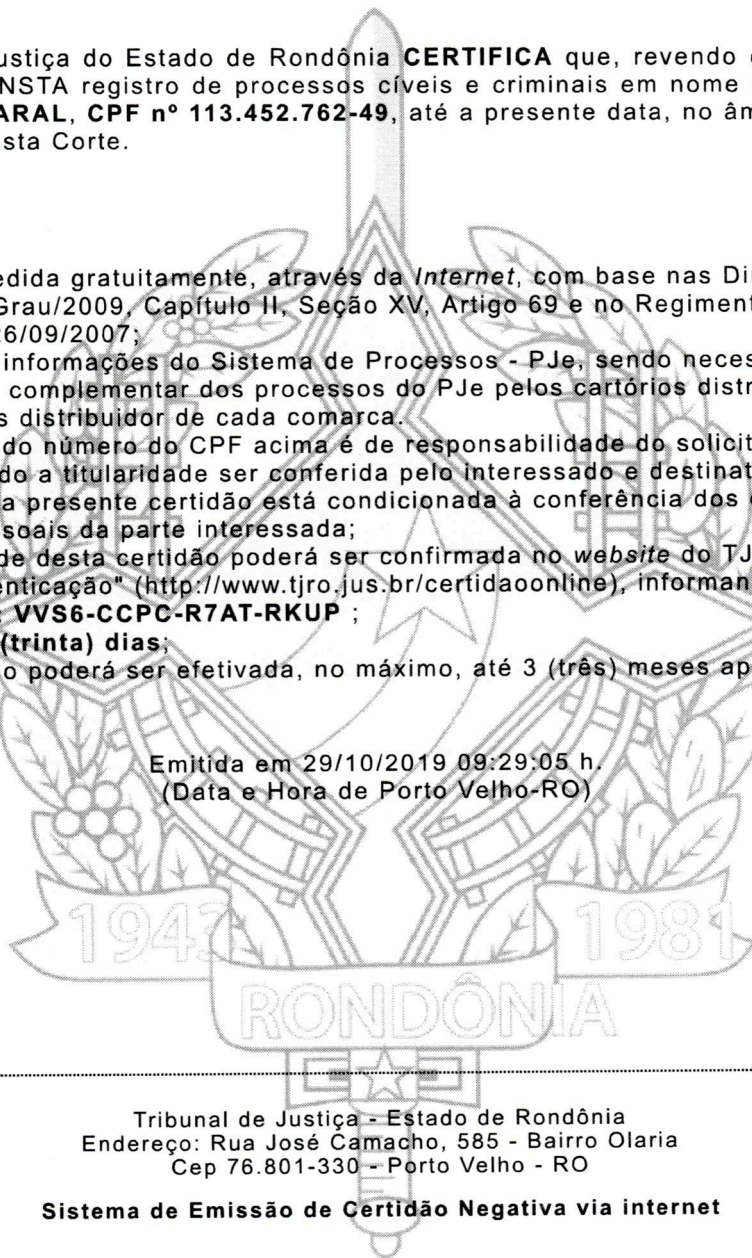 ustiça do Estado de Rondônia CERTIFICA que, revendo
NSTA registro de processos cíveis e criminais em nome
ARAL, CPF nº 113.452.762-49, até a presente data, no âm
sta Corte.
edida gratuitamente, através da Internet, com base nas Di
Grau/2009, Capítulo II, Seção XV, Artigo 69 e no Regiment
26/09/2007;
informações do Sistema de Processos - PJe, sendo neces
complementar dos processos do PJe pelos cartórios distr
s distribuidor de cada comarca.
do número do CPF acima é de responsabilidade do solicit
do a titularidade ser conferida pelo interessado e destinat
a presente certidão está condicionada à conferência dos
soais da parte interessada;
de desta certidão poderá ser confirmada no website do TJ
enticação" (http://www.tjro.jus.br/certidaoonline), informan
: VVS6-CCPC-R7AT-RKUP ;
(trinta) dias;
o poderá ser efetivada, no máximo, até 3 (três) meses ap
Emitida em 29/10/2019 09:29:05 h.
(Data e Hora de Porto Velho-RO)
1943 1981
RONDÔNIA
Tribunal de Justiça - Estado de Rondônia
Endereço: Rua José Camacho, 585 - Bairro Olaria
Cep 76.801-330 - Porto Velho - RO
Sistema de Emissão de Certidão Negativa via internet